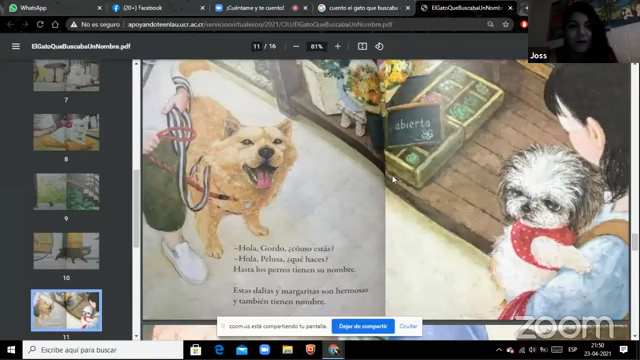 WhatsApp
(20+) Facebook
¡Cuéntame y te cuento!
cuento el gato que buscaba
ElGatoQueBuscabaUnNombre.p
No es seguro
apoyandoteenlau.ucr.ac.cr/serviciosvirtualesoo/2021/CIU/ElGatoQueBuscabaUnNombre.pdf
ElGatoQueBuscabaUnNombre.pdf
11 / 16
81%
Joss
7
8
9
10
11
abierto
–Hola, Gordo, ¿cómo estás?
–Hola, Pelusa, ¿qué haces?
Hasta los perros tienen su nombre.
Estas dalias y margaritas son hermosas
y también tienen nombre.
zoom.us está compartiendo tu pantalla.
Dejar de compartir
Ocultar
zoom
Escribe aquí para buscar
ESP
21:50
23-04-2021